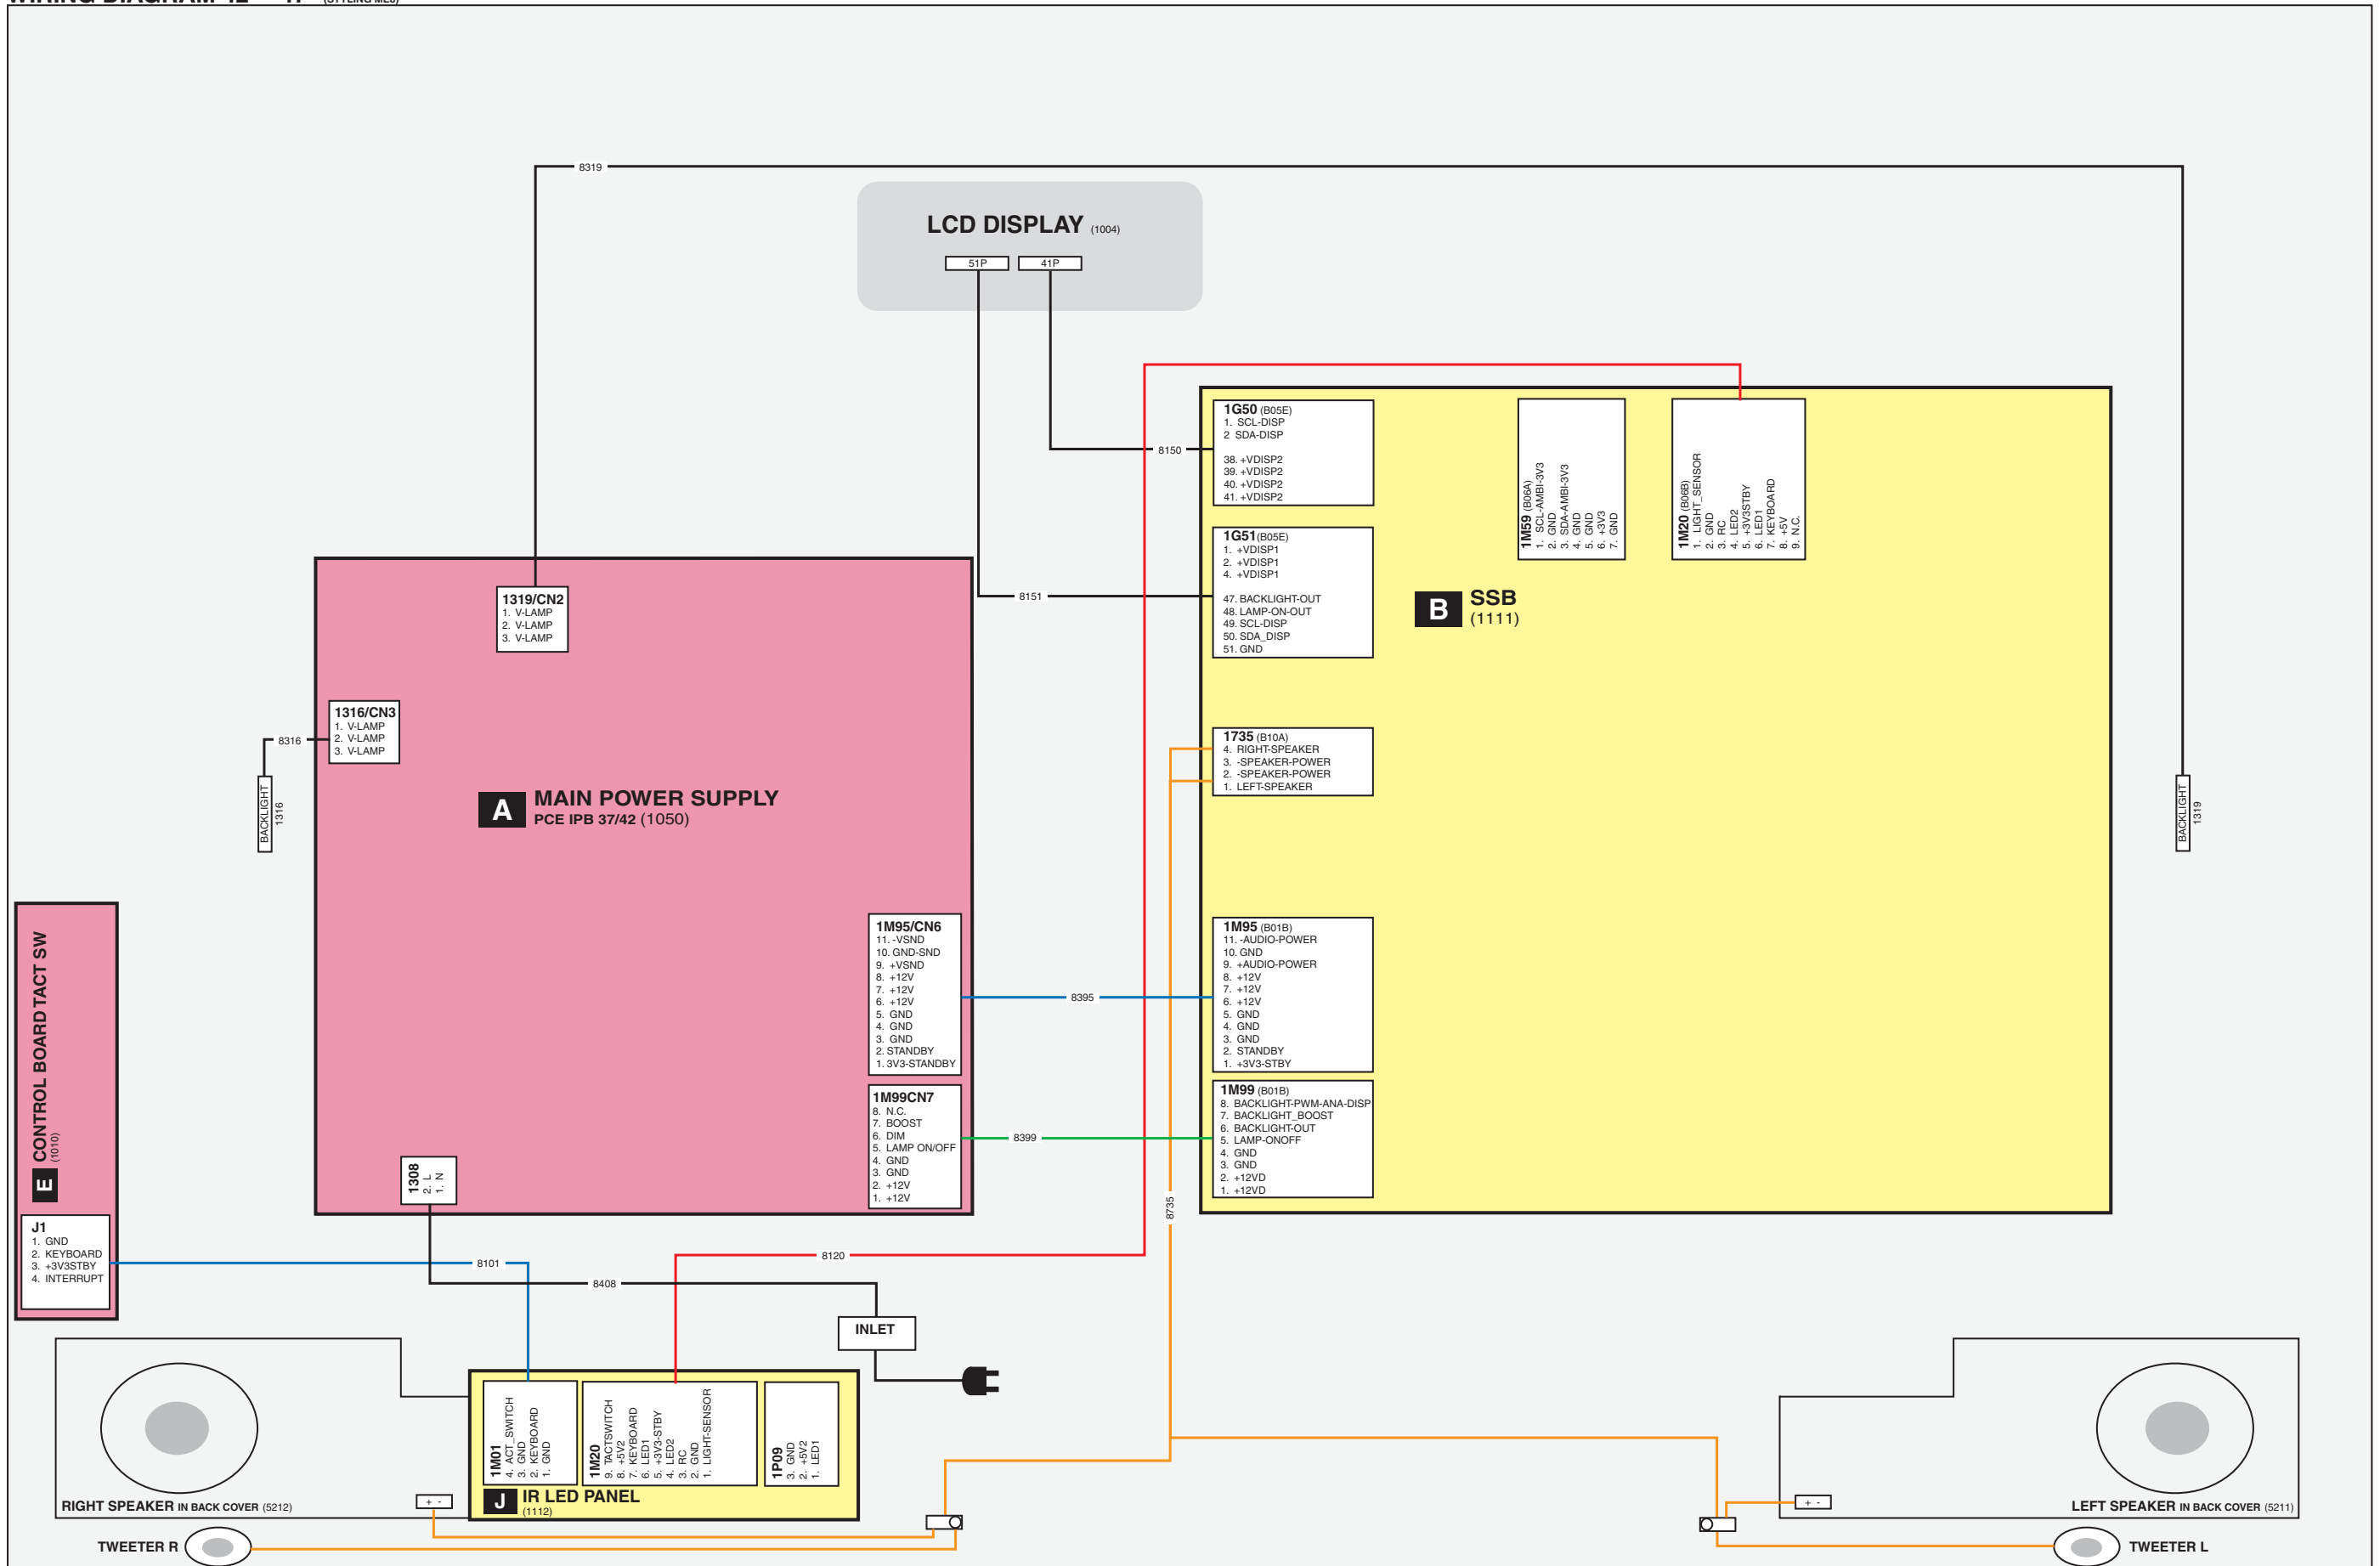 8319
LCD DISPLAY (1004)
51P
41P
8150
8151
1G50 (B05E)
1. SCL-DISP
2 SDA-DISP
38. +VDISP2
39. +VDISP2
40. +VDISP2
41. +VDISP2
1G51(B05E)
1. +VDISP1
2. +VDISP1
4. +VDISP1
47. BACKLIGHT-OUT
48. LAMP-ON-OUT
49. SCL-DISP
50. SDA_DISP
51. GND
1M59 (B06A)
1. SCL-AMBI-3V3
2. GND
3. SDA-AMBI-3V3
4. GND
5. GND
6. +3V3
7. GND
1M20 (B06B)
1. LIGHT_SENSOR
2. GND
3. RC
4. LED2
5. +3V3STBY
6. LED1
7. KEYBOARD
8. +5V
9. N.C.
B SSB
(1111)
1319/CN2
1. V-LAMP
2. V-LAMP
3. V-LAMP
1316/CN3
1. V-LAMP
2. V-LAMP
3. V-LAMP
8316
BACKLIGHT
1316
A MAIN POWER SUPPLY
PCE IPB 37/42 (1050)
1735 (B10A)
4. RIGHT-SPEAKER
3. -SPEAKER-POWER
2. -SPEAKER-POWER
1. LEFT-SPEAKER
BACKLIGHT
1319
1M95/CN6
11. -VSND
10. GND-SND
9. +VSND
8. +12V
7. +12V
6. +12V
5. GND
4. GND
3. GND
2. STANDBY
1. 3V3-STANDBY
8395
1M95 (B01B)
11. -AUDIO-POWER
10. GND
9. +AUDIO-POWER
8. +12V
7. +12V
6. +12V
5. GND
4. GND
3. GND
2. STANDBY
1. +3V3-STBY
1M99CN7
8. N.C.
7. BOOST
6. DIM
5. LAMP ON/OFF
4. GND
3. GND
2. +12V
1. +12V
8399
1M99 (B01B)
8. BACKLIGHT-PWM-ANA-DISP
7. BACKLIGHT_BOOST
6. BACKLIGHT-OUT
5. LAMP-ONOFF
4. GND
3. GND
2. +12VD
1. +12VD
8735
E CONTROL BOARD TACT SW
(1010)
J1
1. GND
2. KEYBOARD
3. +3V3STBY
4. INTERRUPT
1308
2. L
1. N
8101
8408
8120
INLET
1M01
4. ACT_SWITCH
3. GND
2. KEYBOARD
1. GND
1M20
9. TACTSWITCH
8. +5V2
7. KEYBOARD
6. LED1
5. +3V3-STBY
4. LED2
3. RC
2. GND
1. LIGHT-SENSOR
1P09
3. GND
2. +5V2
1. LED1
J IR LED PANEL
(1112)
RIGHT SPEAKER IN BACK COVER (5212)
+ -
TWEETER R
+ -
LEFT SPEAKER IN BACK COVER (5211)
TWEETER L